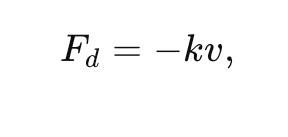 F_d = −kv,